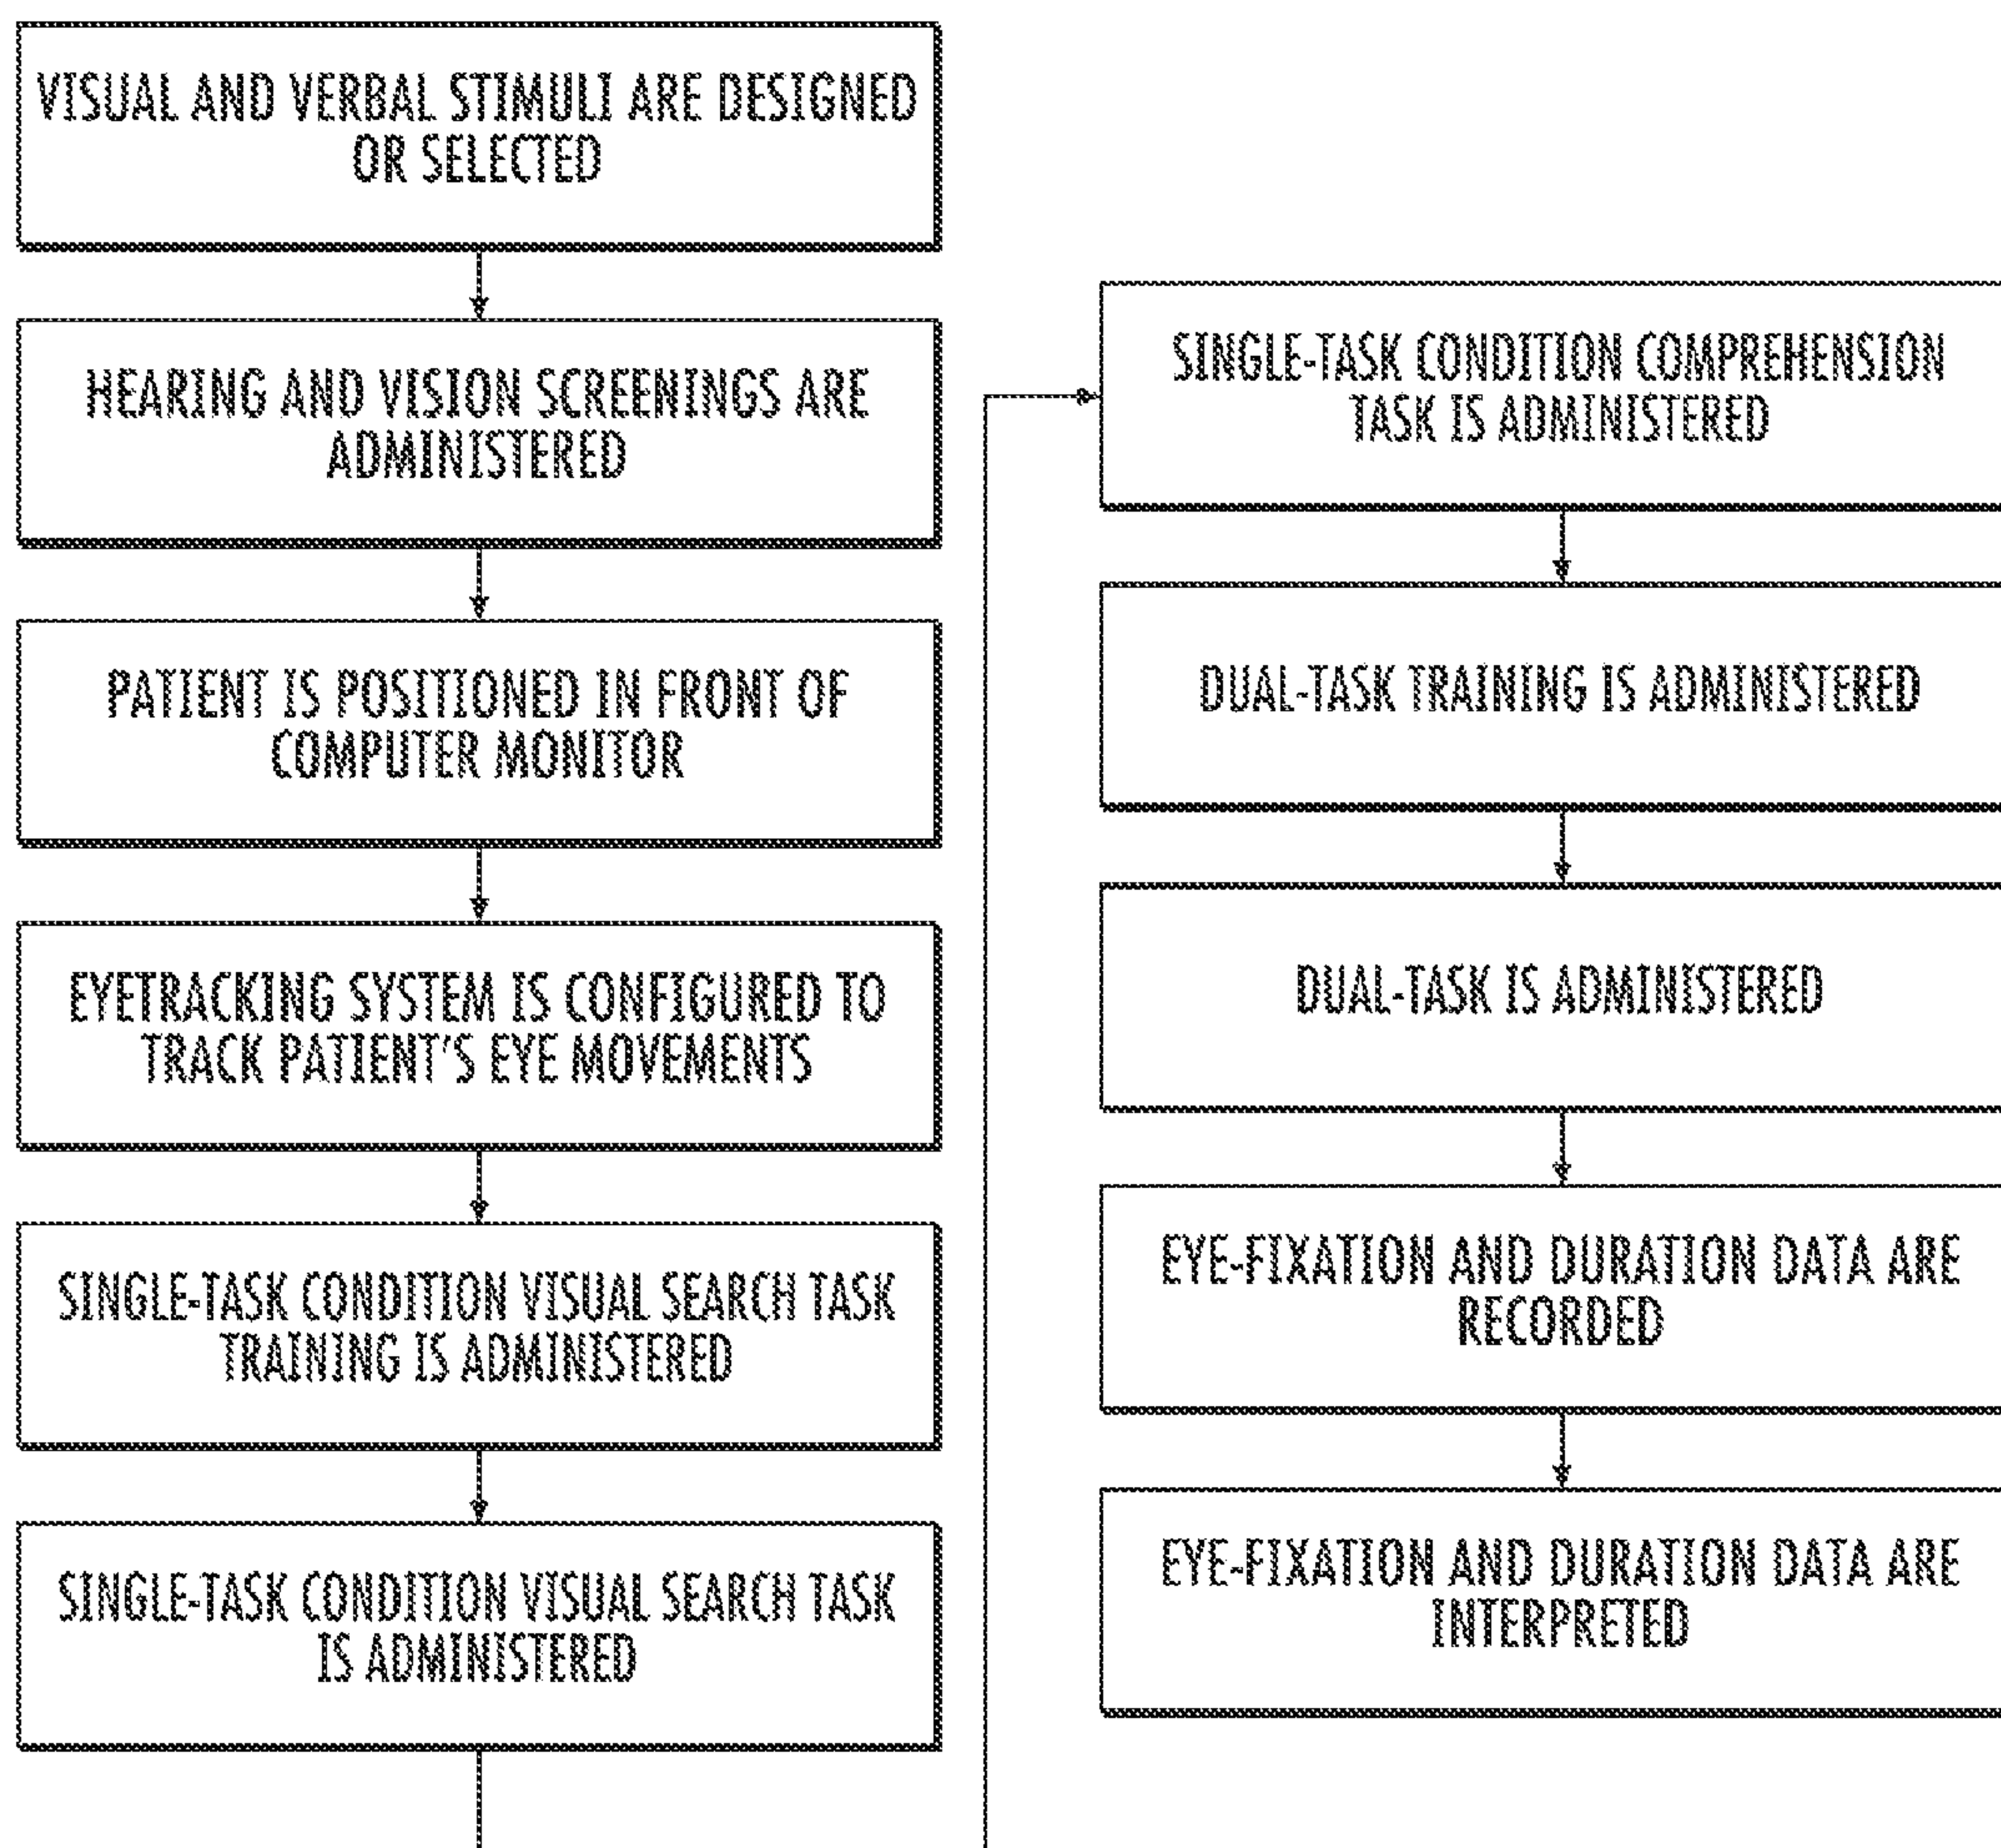 VISUAL AND VERBAL STIMULI ARE DESIGNED
OR SELECTED
HEARING AND VISION SCREENINGS ARE
ADMINISTERED
PATIENT IS POSITIONED IN FRONT OF
COMPUTER MONITOR
EYETRACKING SYSTEM IS CONFIGURED TO
TRACK PATIENT'S EYE MOVEMENTS
SINGLE-TASK CONDITION VISUAL SEARCH TASK
TRAINING IS ADMINISTERED
SINGLE-TASK CONDITION VISUAL SEARCH TASK
IS ADMINISTERED
SINGLE-TASK CONDITION COMPREHENSION
TASK IS ADMINISTERED
DUAL-TASK TRAINING IS ADMINISTERED
DUAL-TASK IS ADMINISTERED
EYE-FIXATION AND DURATION DATA ARE
RECORDED
EYE-FIXATION AND DURATION DATA ARE
INTERPRETED